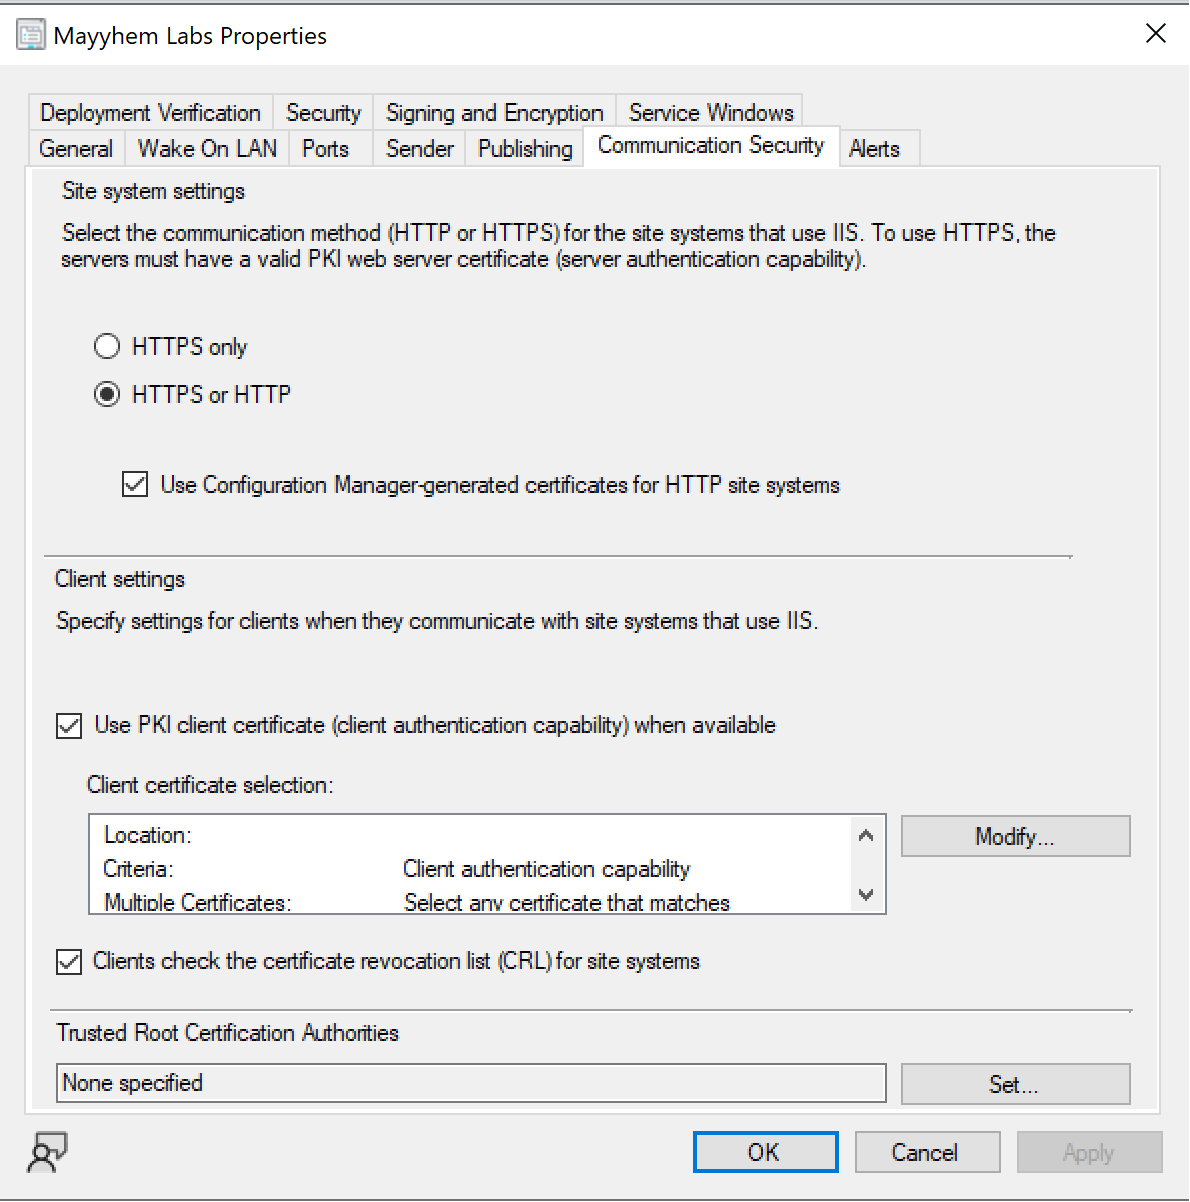 Mayyhem Labs Properties
Deployment Verification Security Signing and Encryption Service Windows
General Wake On LAN Ports Sender Publishing Communication Security Alerts
Site system settings
Select the communication method (HTTP or HTTPS) for the site systems that use IIS. To use HTTPS, the
servers must have a valid PKI web server certificate (server authentication capability).
HTTPS only
HTTPS or HTTP
Use Configuration Manager-generated certificates for HTTP site systems
Client settings
Specify settings for clients when they communicate with site systems that use IIS.
Use PKI client certificate (client authentication capability) when available
Client certificate selection:
Location:
Modify...
Criteria: Client authentication capability
Multiple Certificates: Select any certificate that matches
Clients check the certificate revocation list (CRL) for site systems
Trusted Root Certification Authorities
None specified Set...
OK Cancel Apply